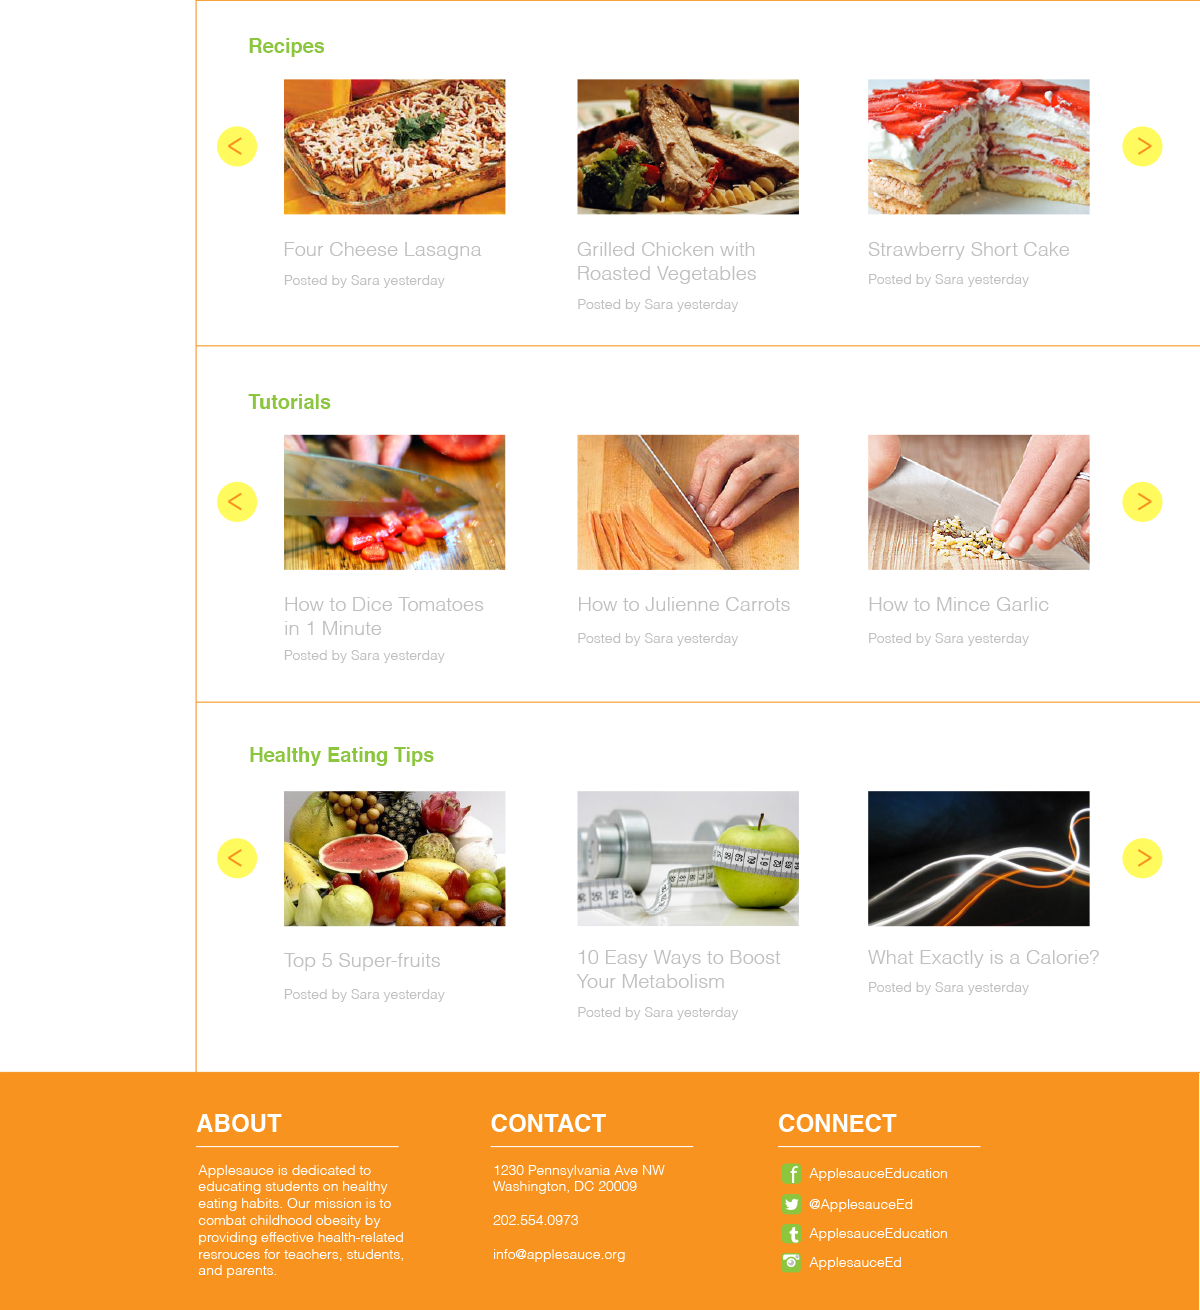 Recipes
<
>
Four Cheese Lasagna
Posted by Sara yesterday
Grilled Chicken with
Roasted Vegetables
Posted by Sara yesterday
Strawberry Short Cake
Posted by Sara yesterday
Tutorials
<
>
How to Dice Tomatoes
in 1 Minute
Posted by Sara yesterday
How to Julienne Carrots
Posted by Sara yesterday
How to Mince Garlic
Posted by Sara yesterday
Healthy Eating Tips
<
58 59 60 61 62 63
>
Top 5 Super-fruits
Posted by Sara yesterday
10 Easy Ways to Boost
Your Metabolism
Posted by Sara yesterday
What Exactly is a Calorie?
Posted by Sara yesterday
ABOUT
Applesauce is dedicated to
educating students on healthy
eating habits. Our mission is to
combat childhood obesity by
providing effective health-related
resrouces for teachers, students,
and parents.
CONTACT
1230 Pennsylvania Ave NW
Washington, DC 20009
202.554.0973
info@applesauce.org
CONNECT
f ApplesauceEducation
@ApplesauceEd
t ApplesauceEducation
ApplesauceEd